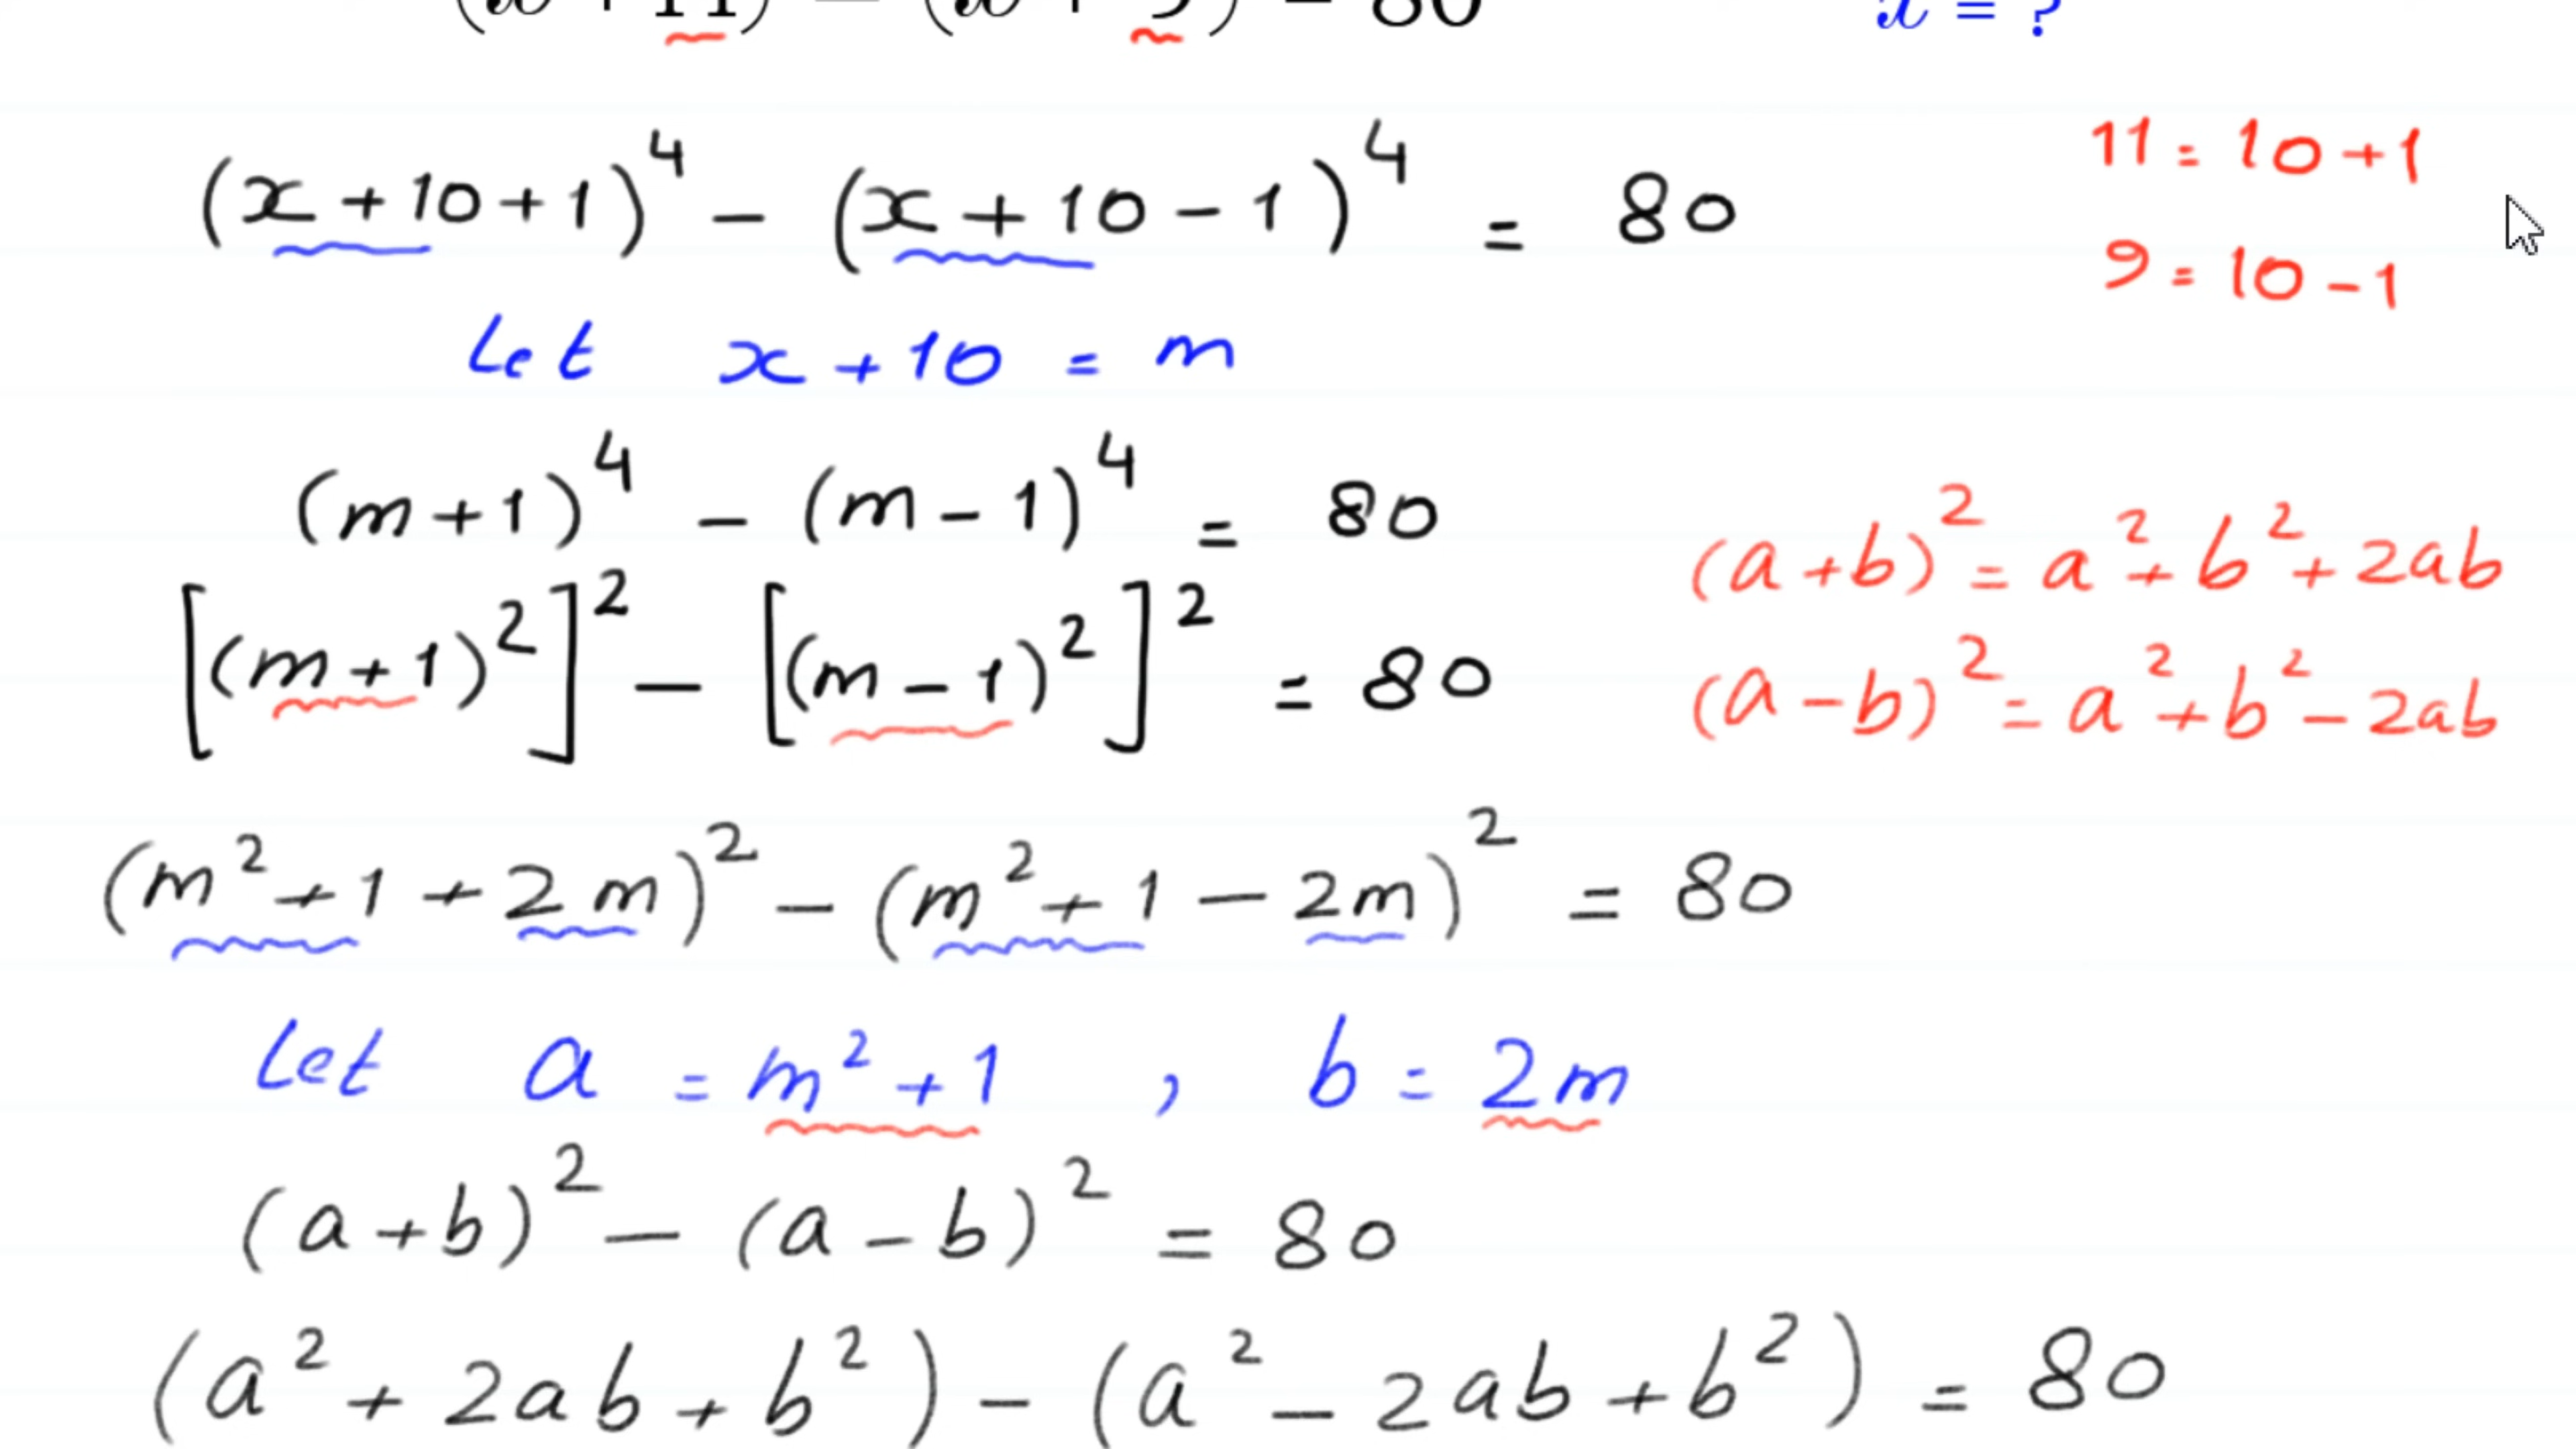 (x + 11) − (x + 9) = 80 x = ?
(x + 10 + 1)⁴ − (x + 10 − 1)⁴ = 80
11 = 10 + 1
9 = 10 − 1
Let x + 10 = m
(m + 1)⁴ − (m − 1)⁴ = 80
[(m + 1)²]² − [(m − 1)²]² = 80
(a + b)² = a² + b² + 2ab
(a − b)² = a² + b² − 2ab
(m² + 1 + 2m)² − (m² + 1 − 2m)² = 80
Let a = m² + 1 , b = 2m
(a + b)² − (a − b)² = 80
(a² + 2ab + b²) − (a² − 2ab + b²) = 80